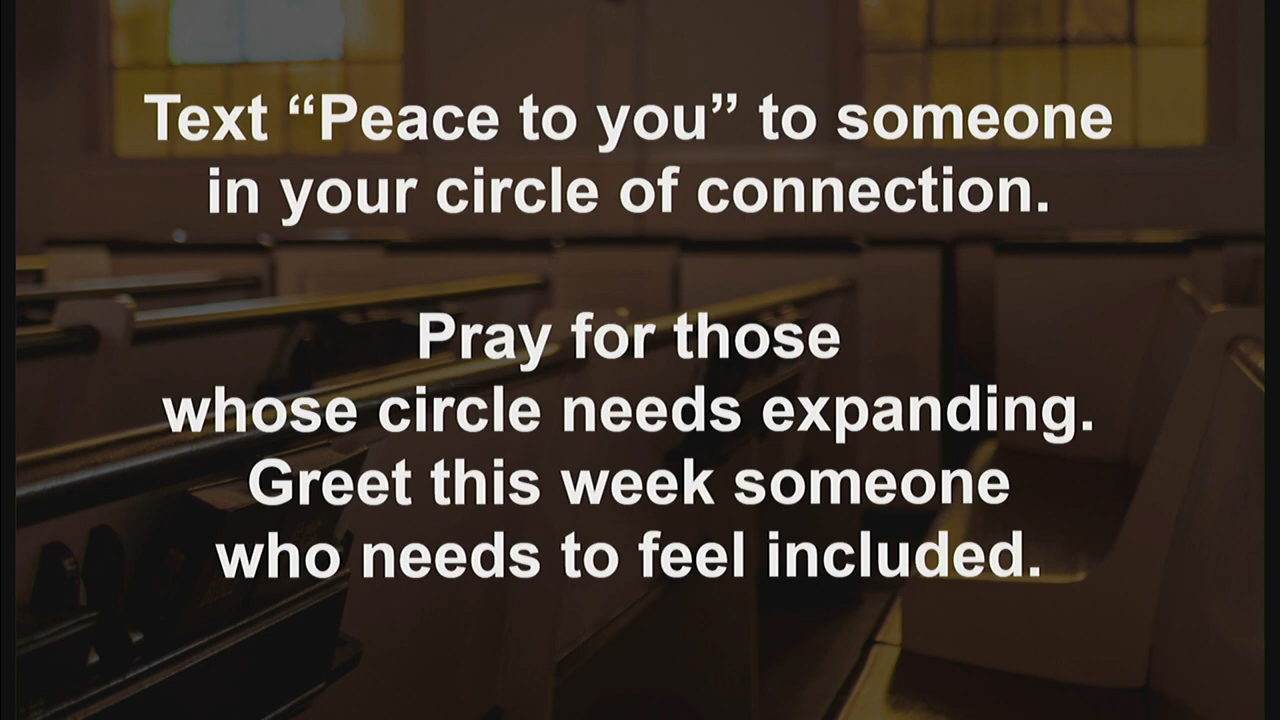 Text “Peace to you” to someone
in your circle of connection.
Pray for those
whose circle needs expanding.
Greet this week someone
who needs to feel included.